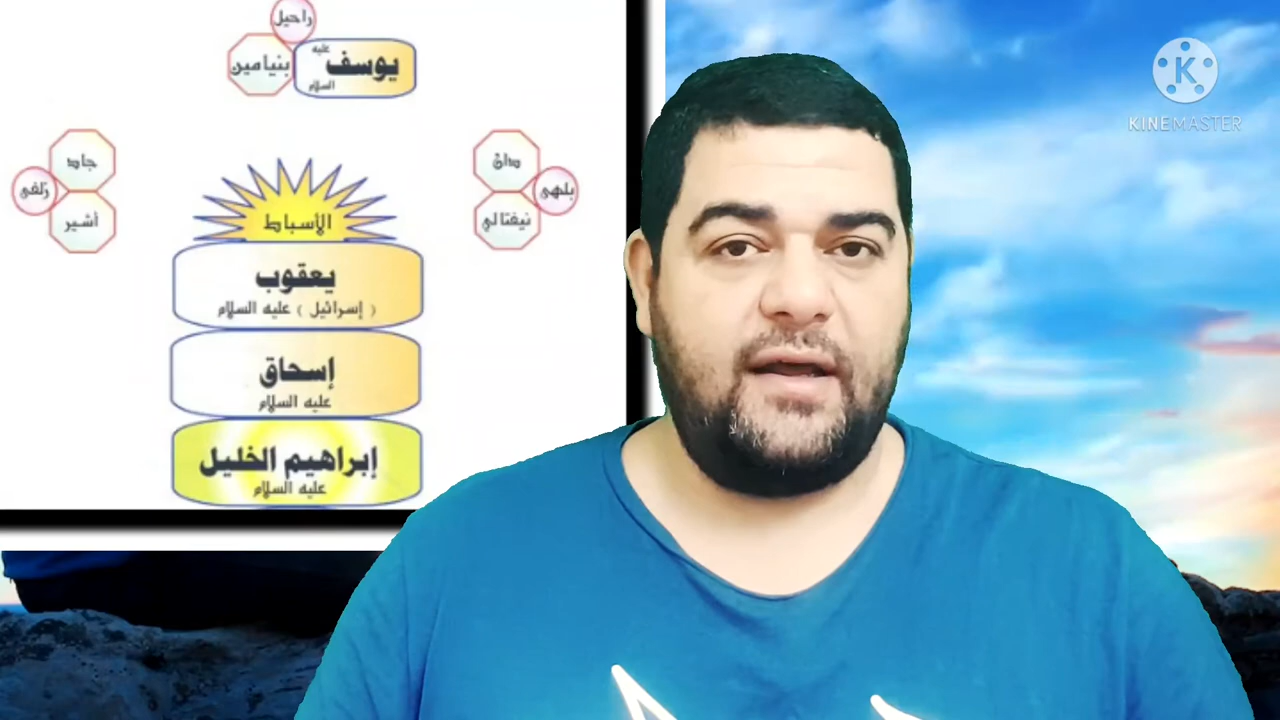 راحيل
يوسف عليه السلام
بنيامين
دان
بلهى
نيفتالي
جاد
زلفى
أشير
الأسباط
يعقوب
( إسرائيل ) عليه السلام
إسحاق
عليه السلام
إبراهيم الخليل
عليه السلام
KINEMASTER